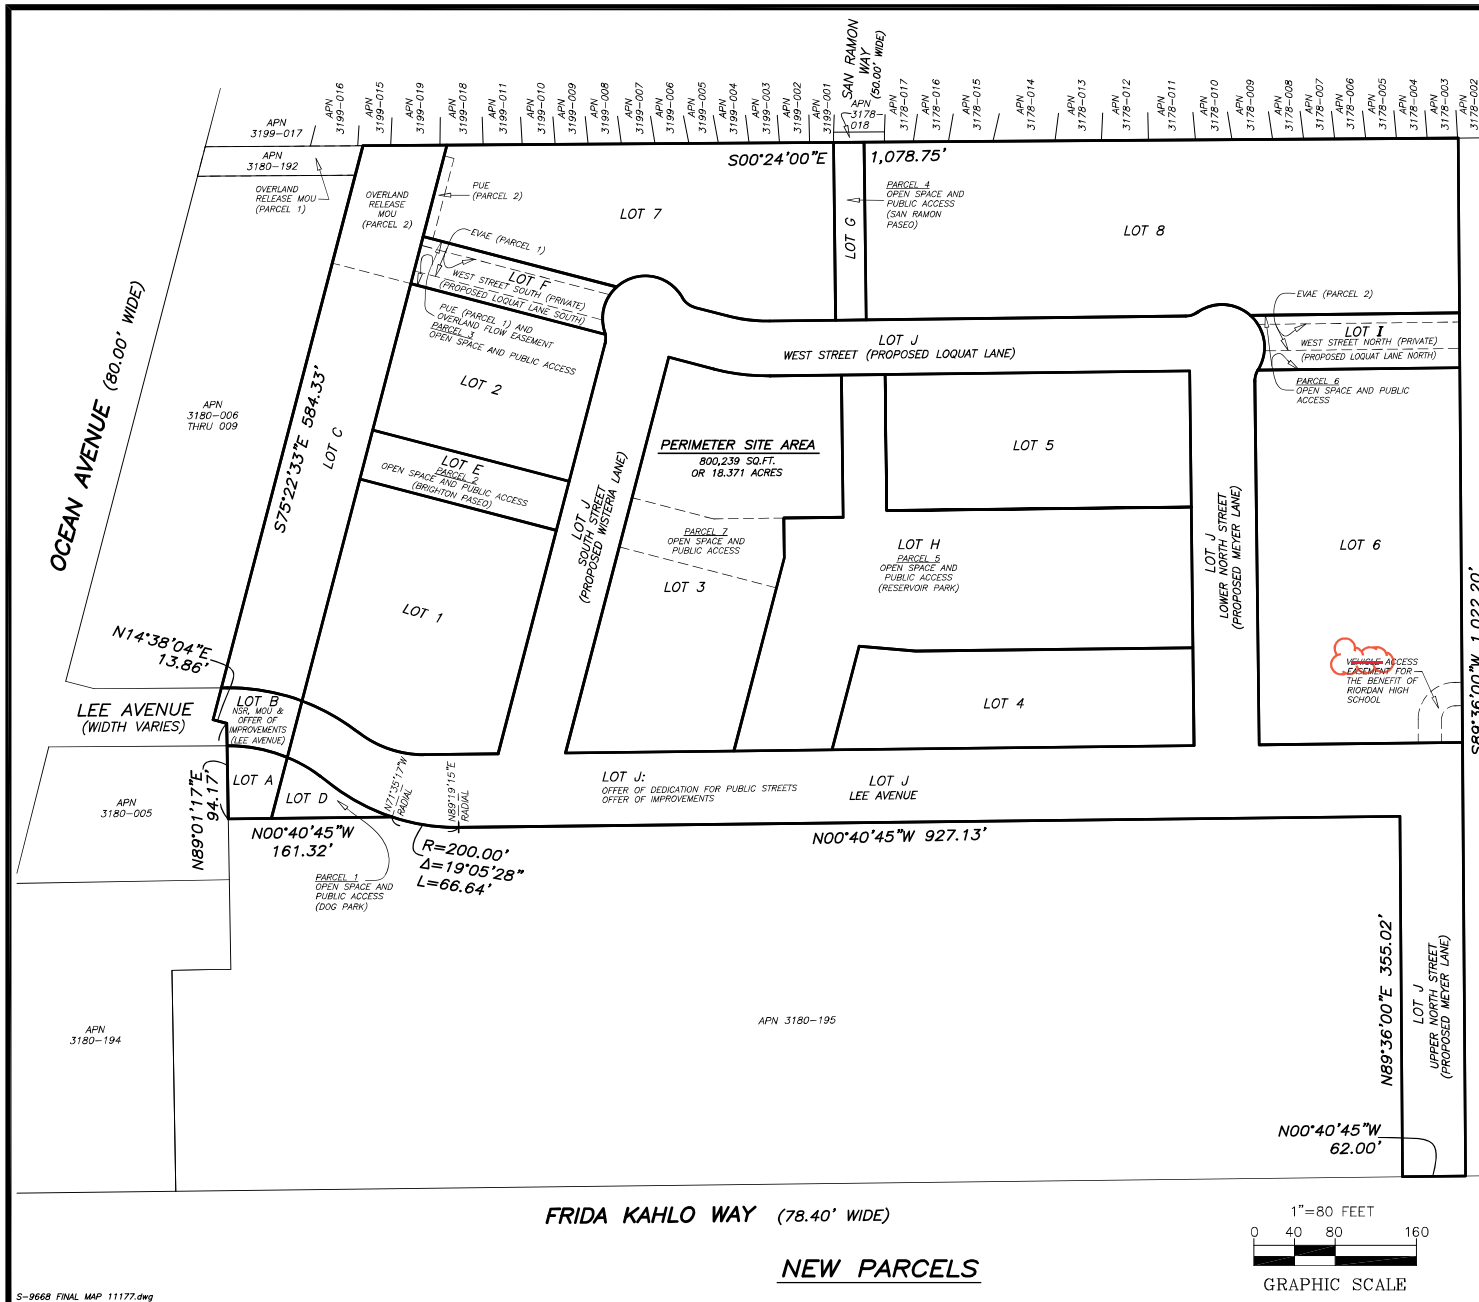 SAN RAMON
WAY
(50.00' WIDE)
APN
3199-017
APN
3199-016
APN
3199-015
APN
3199-019
APN
3199-018
APN
3199-011
APN
3199-010
APN
3199-009
APN
3199-008
APN
3199-007
APN
3199-006
APN
3199-005
APN
3199-004
APN
3199-003
APN
3199-002
APN
3199-001
APN
3178-
018
APN
3178-017
APN
3178-016
APN
3178-015
APN
3178-014
APN
3178-013
APN
3178-012
APN
3178-011
APN
3178-010
APN
3178-009
APN
3178-008
APN
3178-007
APN
3178-006
APN
3178-005
APN
3178-004
APN
3178-003
APN
3178-002
APN
3180-192
S00°24'00"E
1,078.75'
OVERLAND
RELEASE MOU
(PARCEL 1)
OVERLAND
RELEASE
MOU
(PARCEL 2)
PUE
(PARCEL 2)
LOT 7
PARCEL 4
OPEN SPACE AND
PUBLIC ACCESS
(SAN RAMON
PASEO)
LOT G
LOT 8
EVAE (PARCEL 1)
LOT F
WEST STREET SOUTH (PRIVATE)
(PROPOSED LOQUAT LANE SOUTH)
PUE (PARCEL 1) AND
OVERLAND FLOW EASEMENT
PARCEL 3
OPEN SPACE AND PUBLIC ACCESS
EVAE (PARCEL 2)
LOT I
WEST STREET NORTH (PRIVATE)
(PROPOSED LOQUAT LANE NORTH)
LOT J
WEST STREET (PROPOSED LOQUAT LANE)
PARCEL 6
OPEN SPACE AND PUBLIC
ACCESS
OCEAN AVENUE (80.00' WIDE)
APN
3180-006
THRU 009
S75°22'33"E 584.33'
LOT C
LOT 2
LOT E
PARCEL 2
OPEN SPACE AND PUBLIC ACCESS
(BRIGHTON PASEO)
PERIMETER SITE AREA
800,239 SQ.FT.
OR 18.371 ACRES
LOT 5
LOT J
SOUTH STREET
(PROPOSED WISTERIA LANE)
PARCEL 7
OPEN SPACE AND
PUBLIC ACCESS
LOT 3
LOT H
PARCEL 5
OPEN SPACE AND
PUBLIC ACCESS
(RESERVOIR PARK)
LOT J
LOWER NORTH STREET
(PROPOSED MEYER LANE)
LOT 6
S89°36'00"W 1,022.20'
LOT 1
N14°38'04"E
13.86'
VEHICLE ACCESS
EASEMENT FOR
THE BENEFIT OF
RIORDAN HIGH
SCHOOL
LEE AVENUE
(WIDTH VARIES)
LOT B
NSR, MOU &
OFFER OF
IMPROVEMENTS
(LEE AVENUE)
LOT 4
LOT A
LOT D
N71°35'17"W
RADIAL
N89°19'15"E
RADIAL
LOT J:
OFFER OF DEDICATION FOR PUBLIC STREETS
OFFER OF IMPROVEMENTS
LOT J
LEE AVENUE
APN
3180-005
N89°01'17"E
94.17'
N00°40'45"W
161.32'
R=200.00'
Δ=19°05'28"
L=66.64'
N00°40'45"W 927.13'
PARCEL 1
OPEN SPACE AND
PUBLIC ACCESS
(DOG PARK)
N89°36'00"E 355.02'
LOT J
UPPER NORTH STREET
(PROPOSED MEYER LANE)
APN
3180-194
APN 3180-195
N00°40'45"W
62.00'
FRIDA KAHLO WAY (78.40' WIDE)
NEW PARCELS
1"=80 FEET
0 40 80 160
GRAPHIC SCALE
S-9668 FINAL MAP 11177.dwg